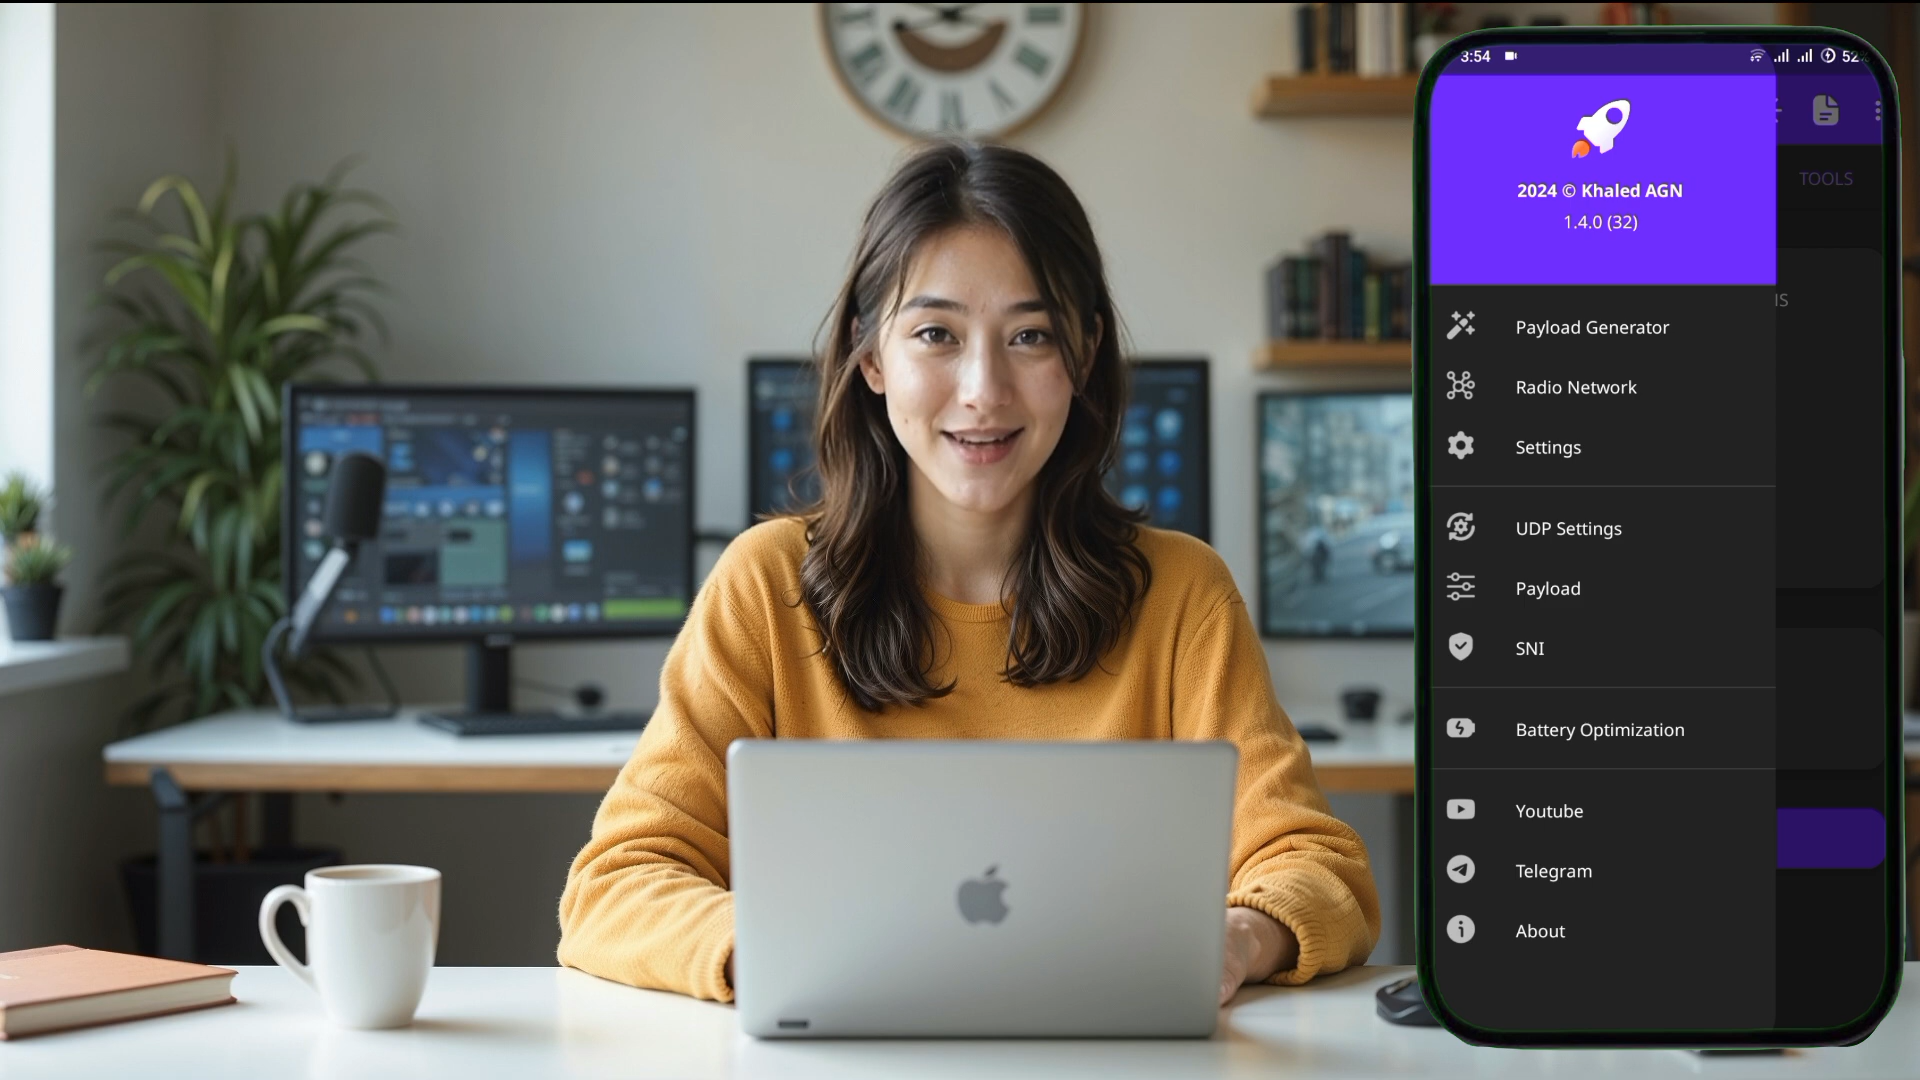 3:54
52
2024 © Khaled AGN
1.4.0 (32)
TOOLS
IS
Payload Generator
Radio Network
Settings
UDP Settings
Payload
SNI
Battery Optimization
Youtube
Telegram
About